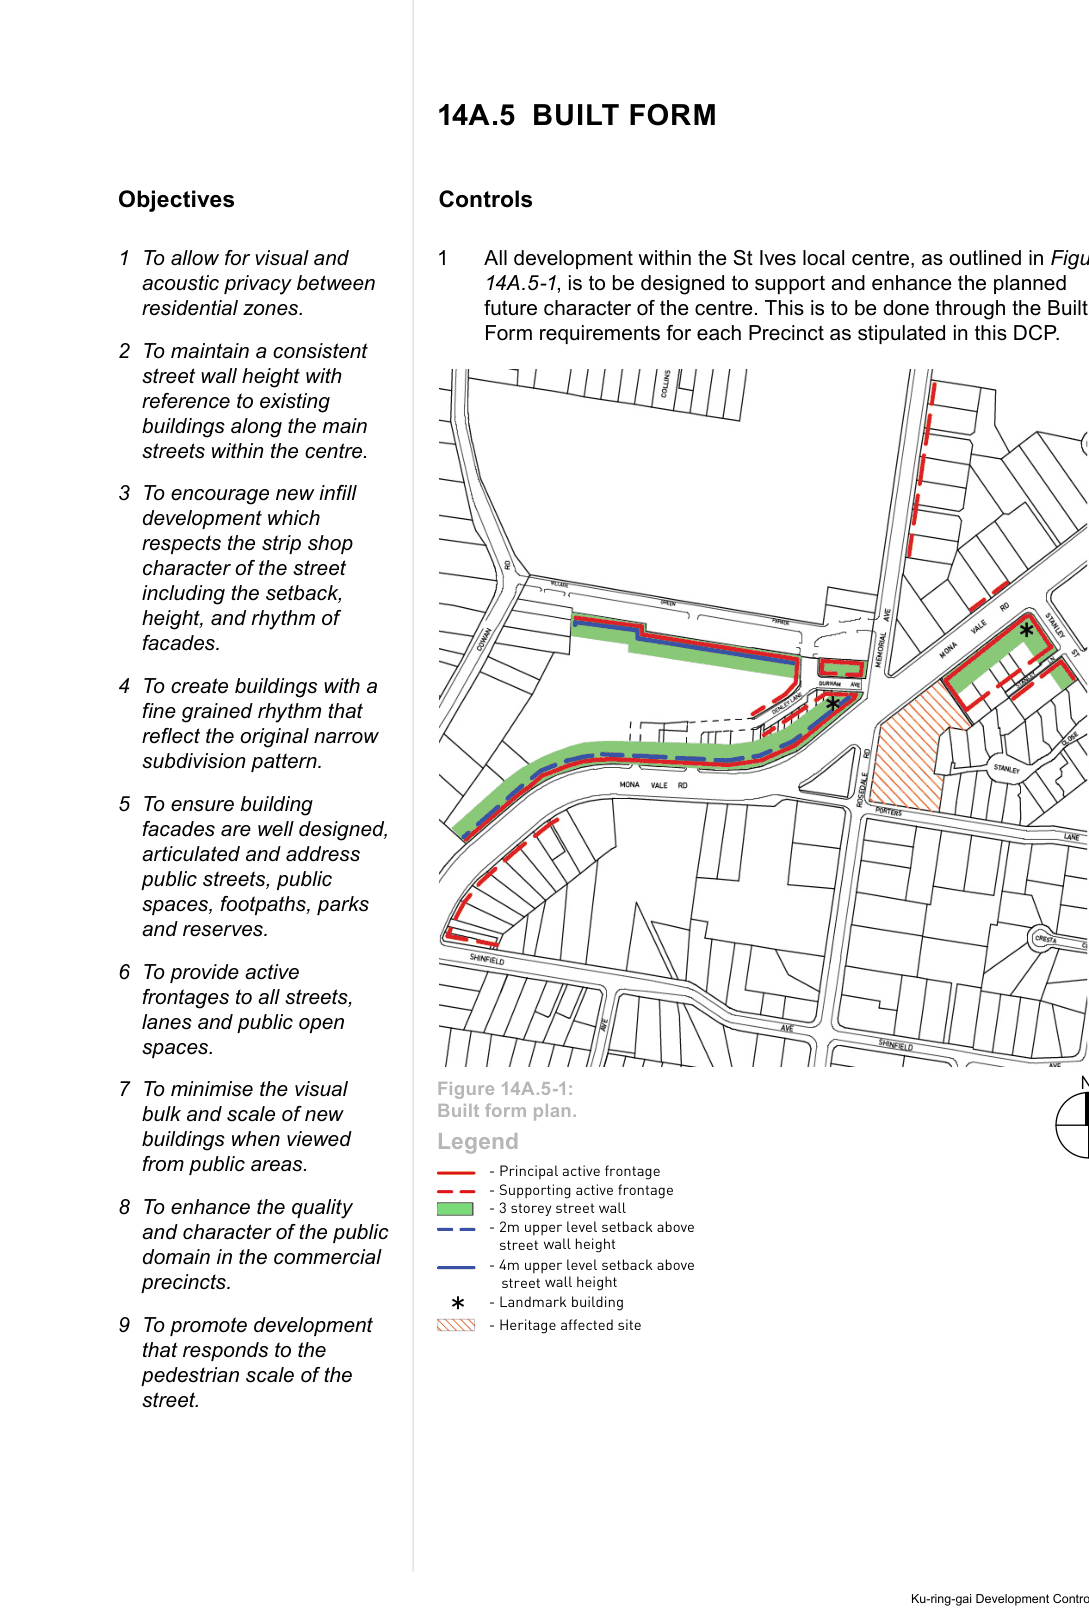 14A.5 BUILT FORM
Objectives
1 To allow for visual and
acoustic privacy between
residential zones.
2 To maintain a consistent
street wall height with
reference to existing
buildings along the main
streets within the centre.
3 To encourage new infill
development which
respects the strip shop
character of the street
including the setback,
height, and rhythm of
facades.
4 To create buildings with a
fine grained rhythm that
reflect the original narrow
subdivision pattern.
5 To ensure building
facades are well designed,
articulated and address
public streets, public
spaces, footpaths, parks
and reserves.
6 To provide active
frontages to all streets,
lanes and public open
spaces.
7 To minimise the visual
bulk and scale of new
buildings when viewed
from public areas.
8 To enhance the quality
and character of the public
domain in the commercial
precincts.
9 To promote development
that responds to the
pedestrian scale of the
street.
Controls
1 All development within the St Ives local centre, as outlined in Figu
14A.5-1, is to be designed to support and enhance the planned
future character of the centre. This is to be done through the Built
Form requirements for each Precinct as stipulated in this DCP.
COLLINS
RD
COWAN
VILLAGE
GREEN
MEMORIAL AVE
MONA VALE RD
STANLEY
ST
DURHAM AVE
DENLEY LANE
STANLEY
CLOSE
MONA VALE RD
ROSEDALE RD
PORTERS
LANE
CRESTA
SHINFIELD
AVE
AVE
SHINFIELD
AVE
N
Figure 14A.5-1:
Built form plan.
Legend
- Principal active frontage
- Supporting active frontage
- 3 storey street wall
- 2m upper level setback above
street wall height
- 4m upper level setback above
street wall height
- Landmark building
- Heritage affected site
Ku-ring-gai Development Contro